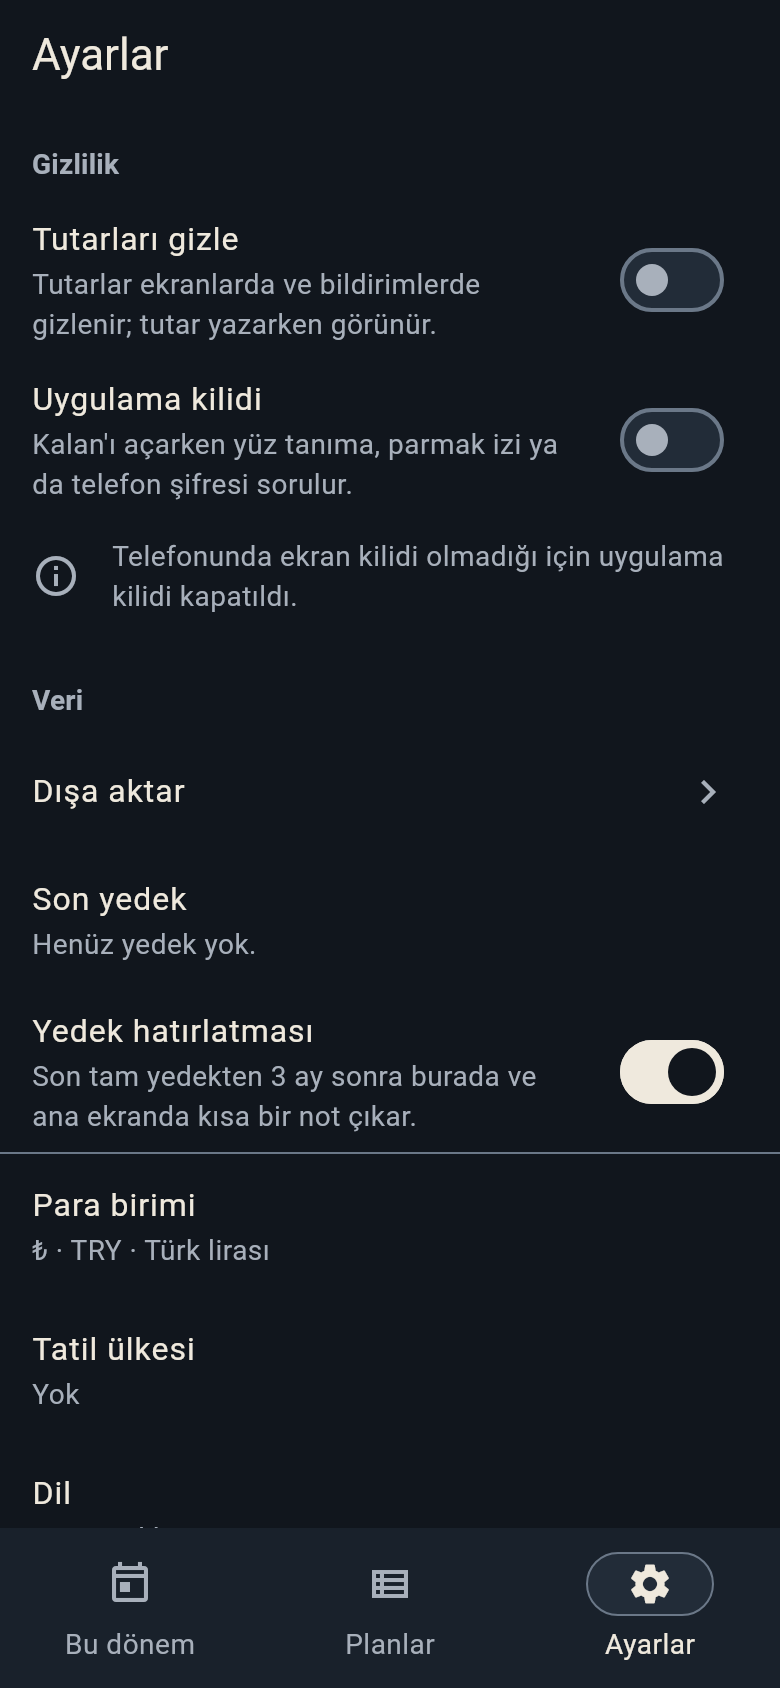 Ayarlar
Gizlilik
Tutarları gizle
Tutarlar ekranlarda ve bildirimlerde
gizlenir; tutar yazarken görünür.
Uygulama kilidi
Kalan'ı açarken yüz tanıma, parmak izi ya
da telefon şifresi sorulur.
Telefonunda ekran kilidi olmadığı için uygulama
kilidi kapatıldı.
Veri
Dışa aktar
Son yedek
Henüz yedek yok.
Yedek hatırlatması
Son tam yedekten 3 ay sonra burada ve
ana ekranda kısa bir not çıkar.
Para birimi
₺ · TRY · Türk lirası
Tatil ülkesi
Yok
Dil
Bu dönem
Planlar
Ayarlar